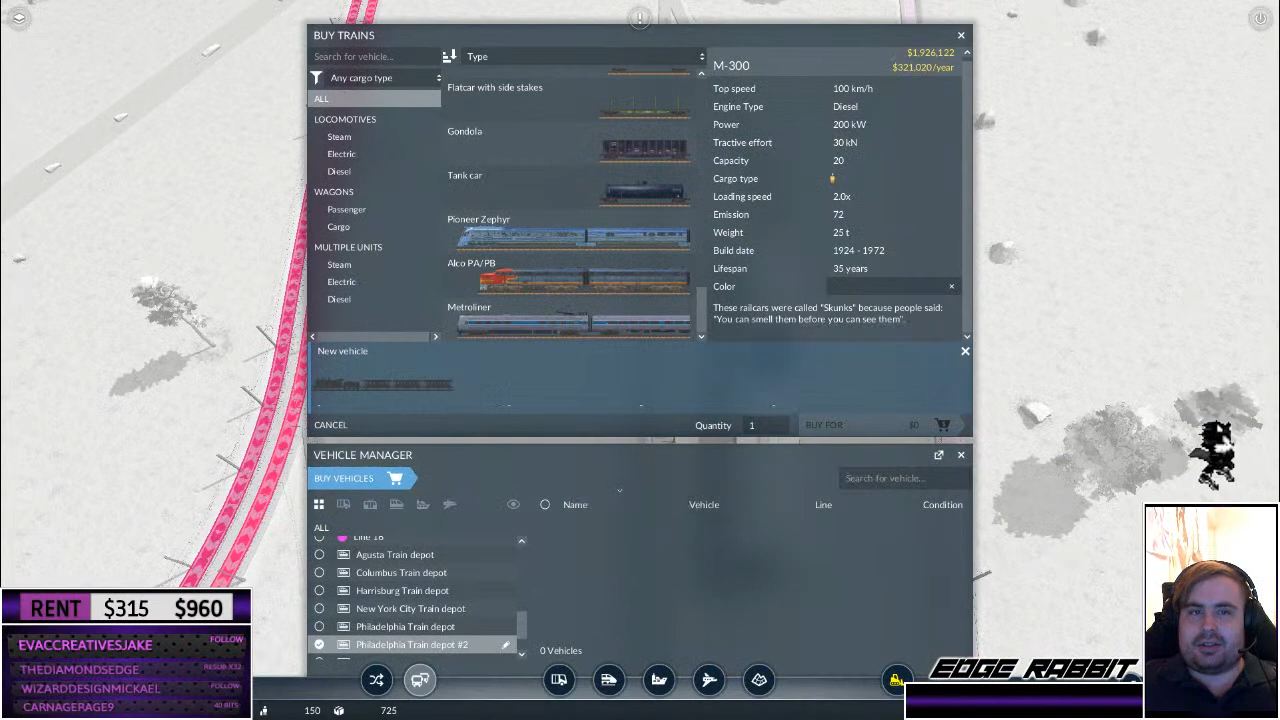 BUY TRAINS
Search for vehicle...
Type
Any cargo type
ALL
LOCOMOTIVES
Steam
Electric
Diesel
WAGONS
Passenger
Cargo
MULTIPLE UNITS
Steam
Electric
Diesel
Flatcar with side stakes
Gondola
Tank car
Pioneer Zephyr
Alco PA/PB
Metroliner
$1,926,122
M-300
$321,020/year
Top speed 100 km/h
Engine Type Diesel
Power 200 kW
Tractive effort 30 kN
Capacity 20
Cargo type
Loading speed 2.0x
Emission 72
Weight 25 t
Build date 1924 - 1972
Lifespan 35 years
Color
These railcars were called "Skunks" because people said:
"You can smell them before you can see them".
New vehicle
CANCEL
Quantity 1
BUY FOR $0
VEHICLE MANAGER
BUY VEHICLES
Search for vehicle...
Name Vehicle Line Condition
ALL
Line 18
Agusta Train depot
Columbus Train depot
Harrisburg Train depot
New York City Train depot
Philadelphia Train depot
Philadelphia Train depot #2
0 Vehicles
RENT $315 $960
EVACCREATIVESJAKE FOLLOW
THEDIAMONDSEDGE RESUB X32
WIZARDDESIGNMICKAEL FOLLOW
CARNAGERAGE9 40 BITS
150 725
EDGE RABBIT